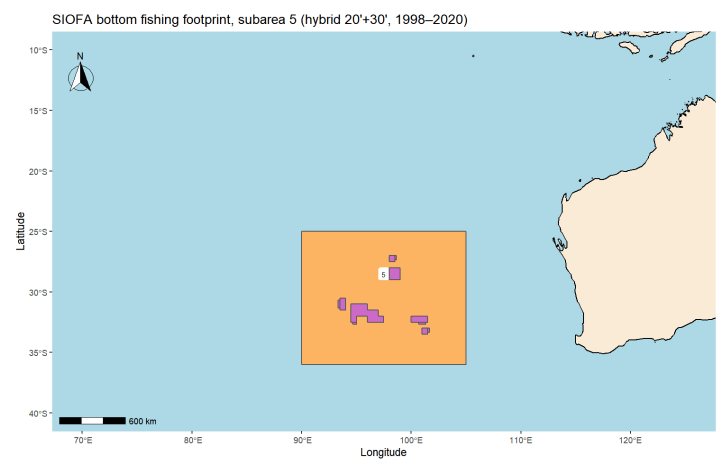 SIOFA bottom fishing footprint, subarea 5 (hybrid 20'+30', 1998–2020)
N
10°S
15°S
20°S
25°S
30°S
35°S
40°S
Latitude
5
600 km
70°E
80°E
90°E
100°E
110°E
120°E
Longitude